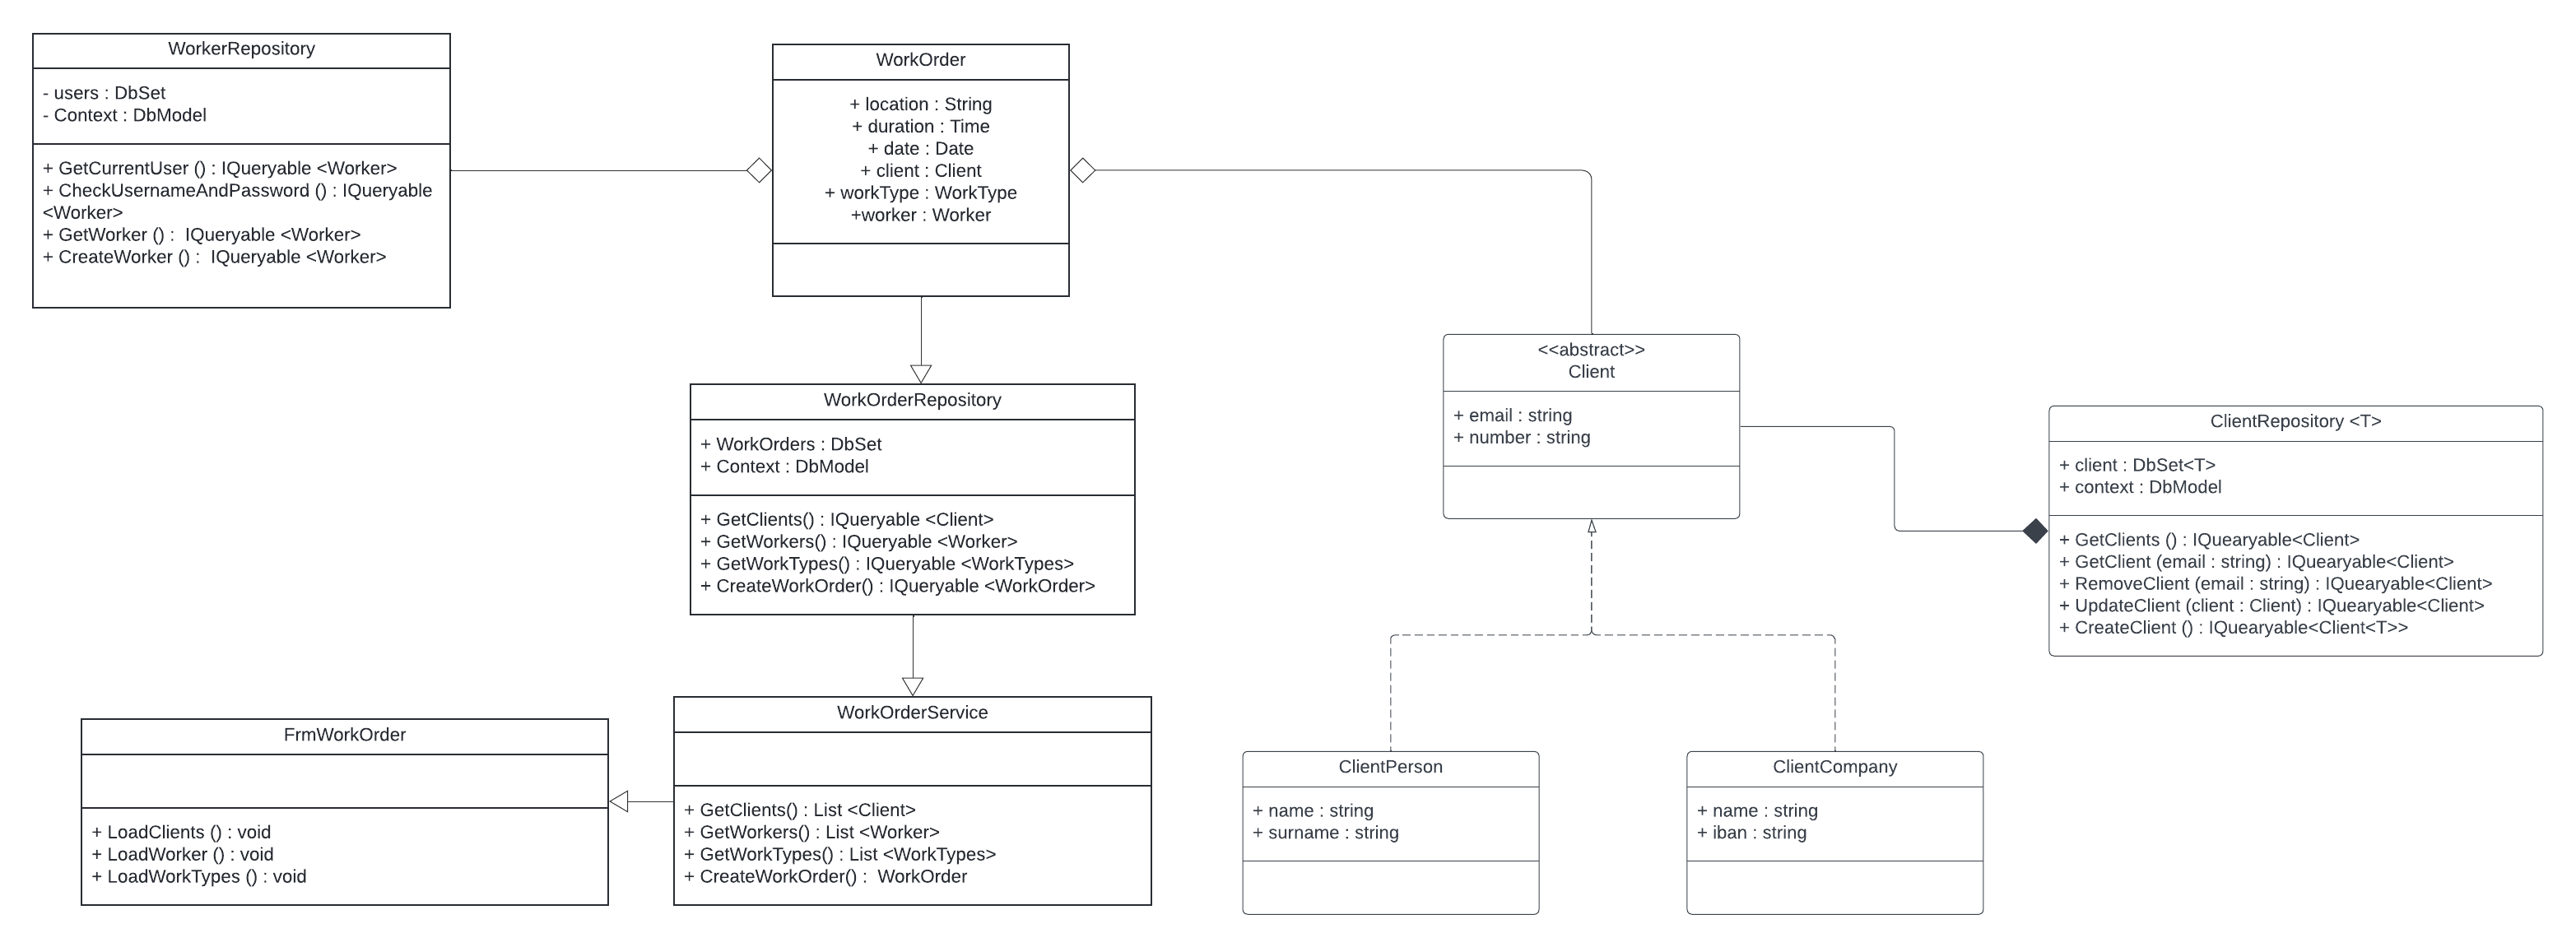 WorkerRepository
- users : DbSet
- Context : DbModel
+ GetCurrentUser () : IQueryable <Worker>
+ CheckUsernameAndPassword () : IQueryable
<Worker>
+ GetWorker () :  IQueryable <Worker>
+ CreateWorker () :  IQueryable <Worker>
WorkOrder
+ location : String
+ duration : Time
+ date : Date
+ client : Client
+ workType : WorkType
+worker : Worker
WorkOrderRepository
+ WorkOrders : DbSet
+ Context : DbModel
+ GetClients() : IQueryable <Client>
+ GetWorkers() : IQueryable <Worker>
+ GetWorkTypes() : IQueryable <WorkTypes>
+ CreateWorkOrder() : IQueryable <WorkOrder>
<<abstract>>
Client
+ email : string
+ number : string
ClientRepository <T>
+ client : DbSet<T>
+ context : DbModel
+ GetClients () : IQuearyable<Client>
+ GetClient (email : string) : IQuearyable<Client>
+ RemoveClient (email : string) : IQuearyable<Client>
+ UpdateClient (client : Client) : IQuearyable<Client>
+ CreateClient () : IQuearyable<Client<T>>
FrmWorkOrder
+ LoadClients () : void
+ LoadWorker () : void
+ LoadWorkTypes () : void
WorkOrderService
+ GetClients() : List <Client>
+ GetWorkers() : List <Worker>
+ GetWorkTypes() : List <WorkTypes>
+ CreateWorkOrder() :  WorkOrder
ClientPerson
+ name : string
+ surname : string
ClientCompany
+ name : string
+ iban : string